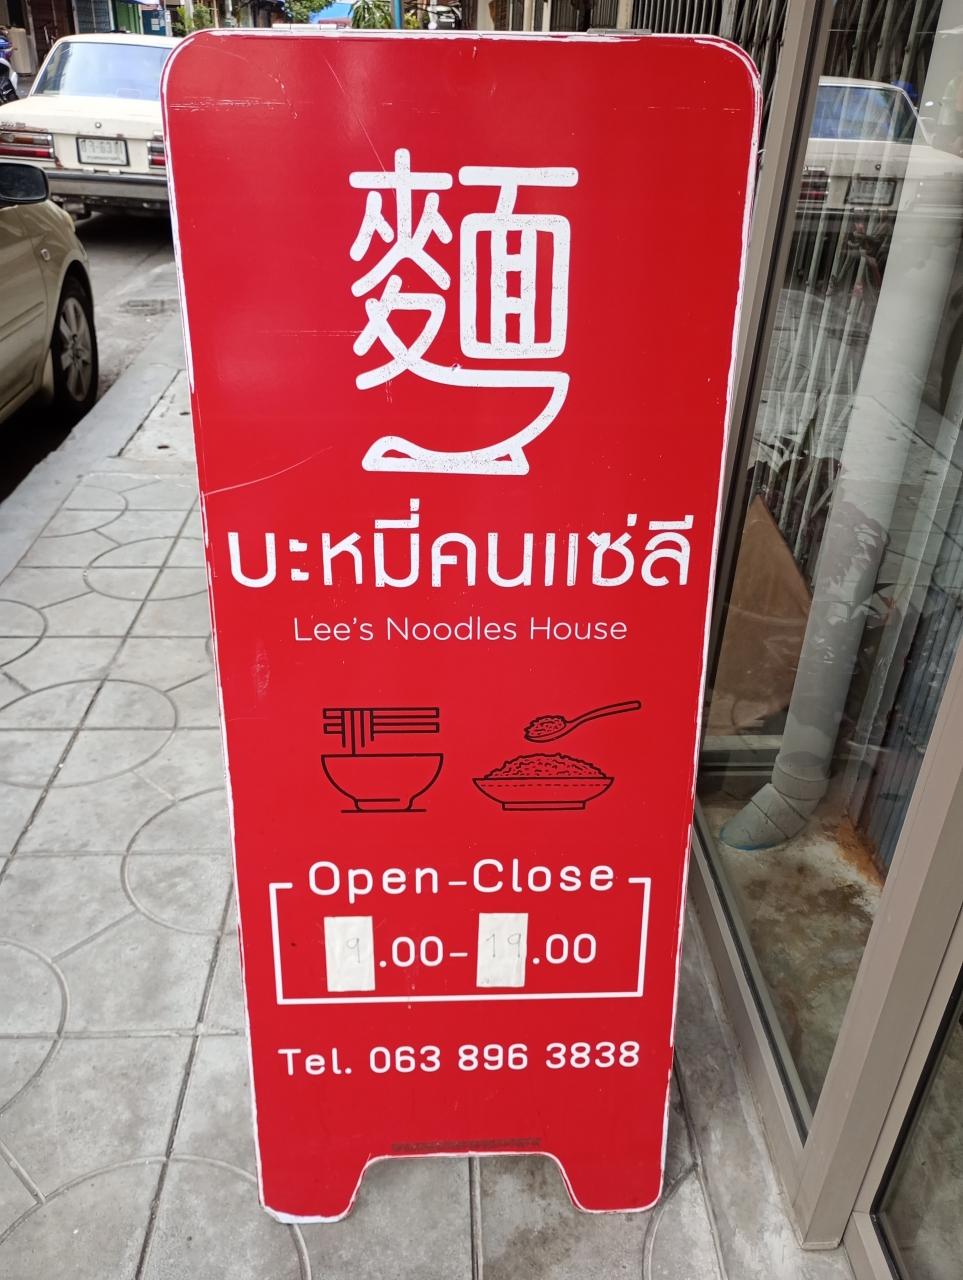 麵
บะหมี่คนแซ่ลี
Lee's Noodles House
Open-Close
9.00-19.00
Tel. 063 896 3838